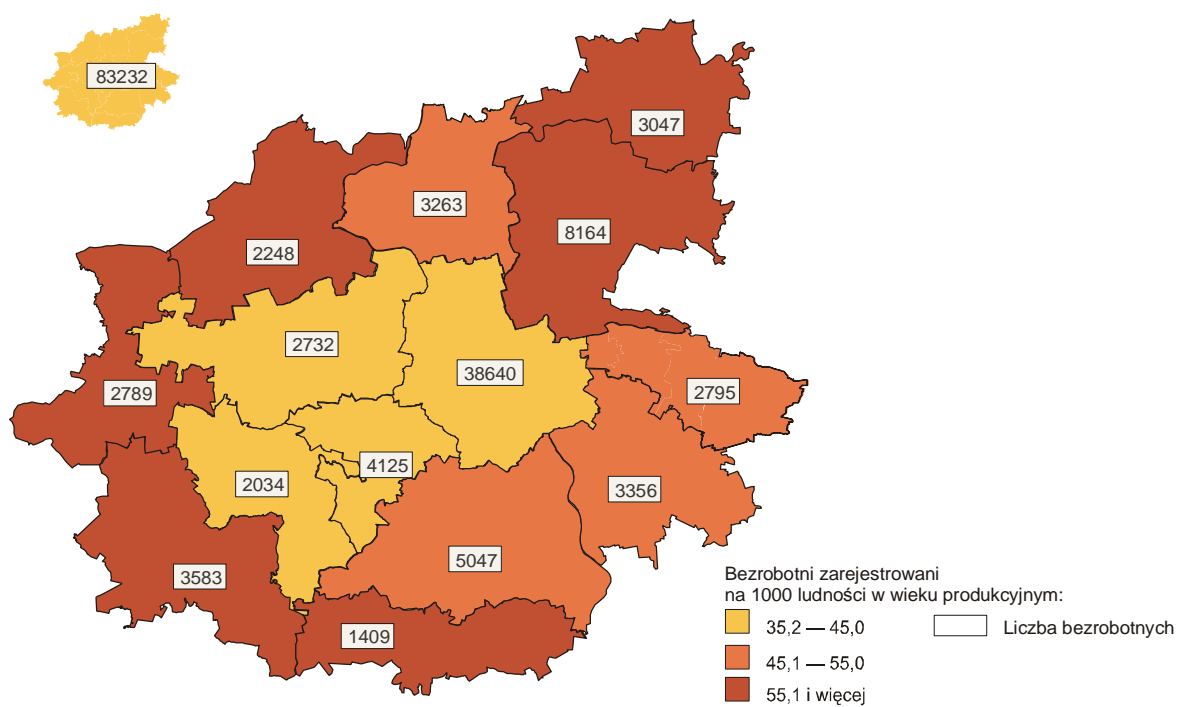 83232
3047
3263
8164
2248
2732
38640
2789
2795
4125
2034
3356
5047
3583
1409
Bezrobotni zarejestrowani
na 1000 ludności w wieku produkcyjnym:
35,2 — 45,0
Liczba bezrobotnych
45,1 — 55,0
55,1 i więcej